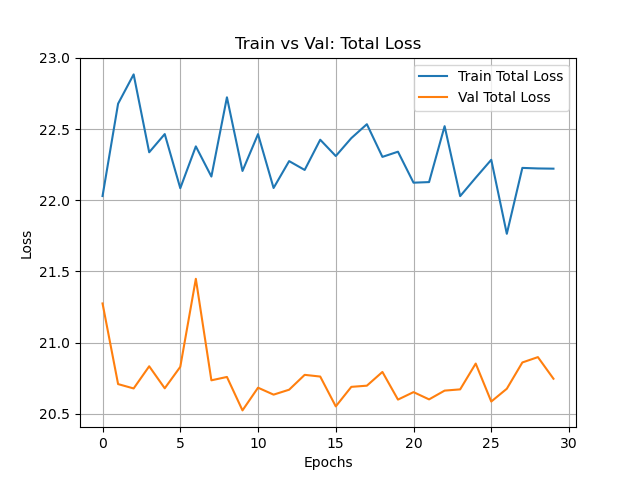 Train vs Val: Total Loss
23.0
22.5
22.0
21.5
21.0
20.5
Loss
Train Total Loss
Val Total Loss
0 5 10 15 20 25 30
Epochs